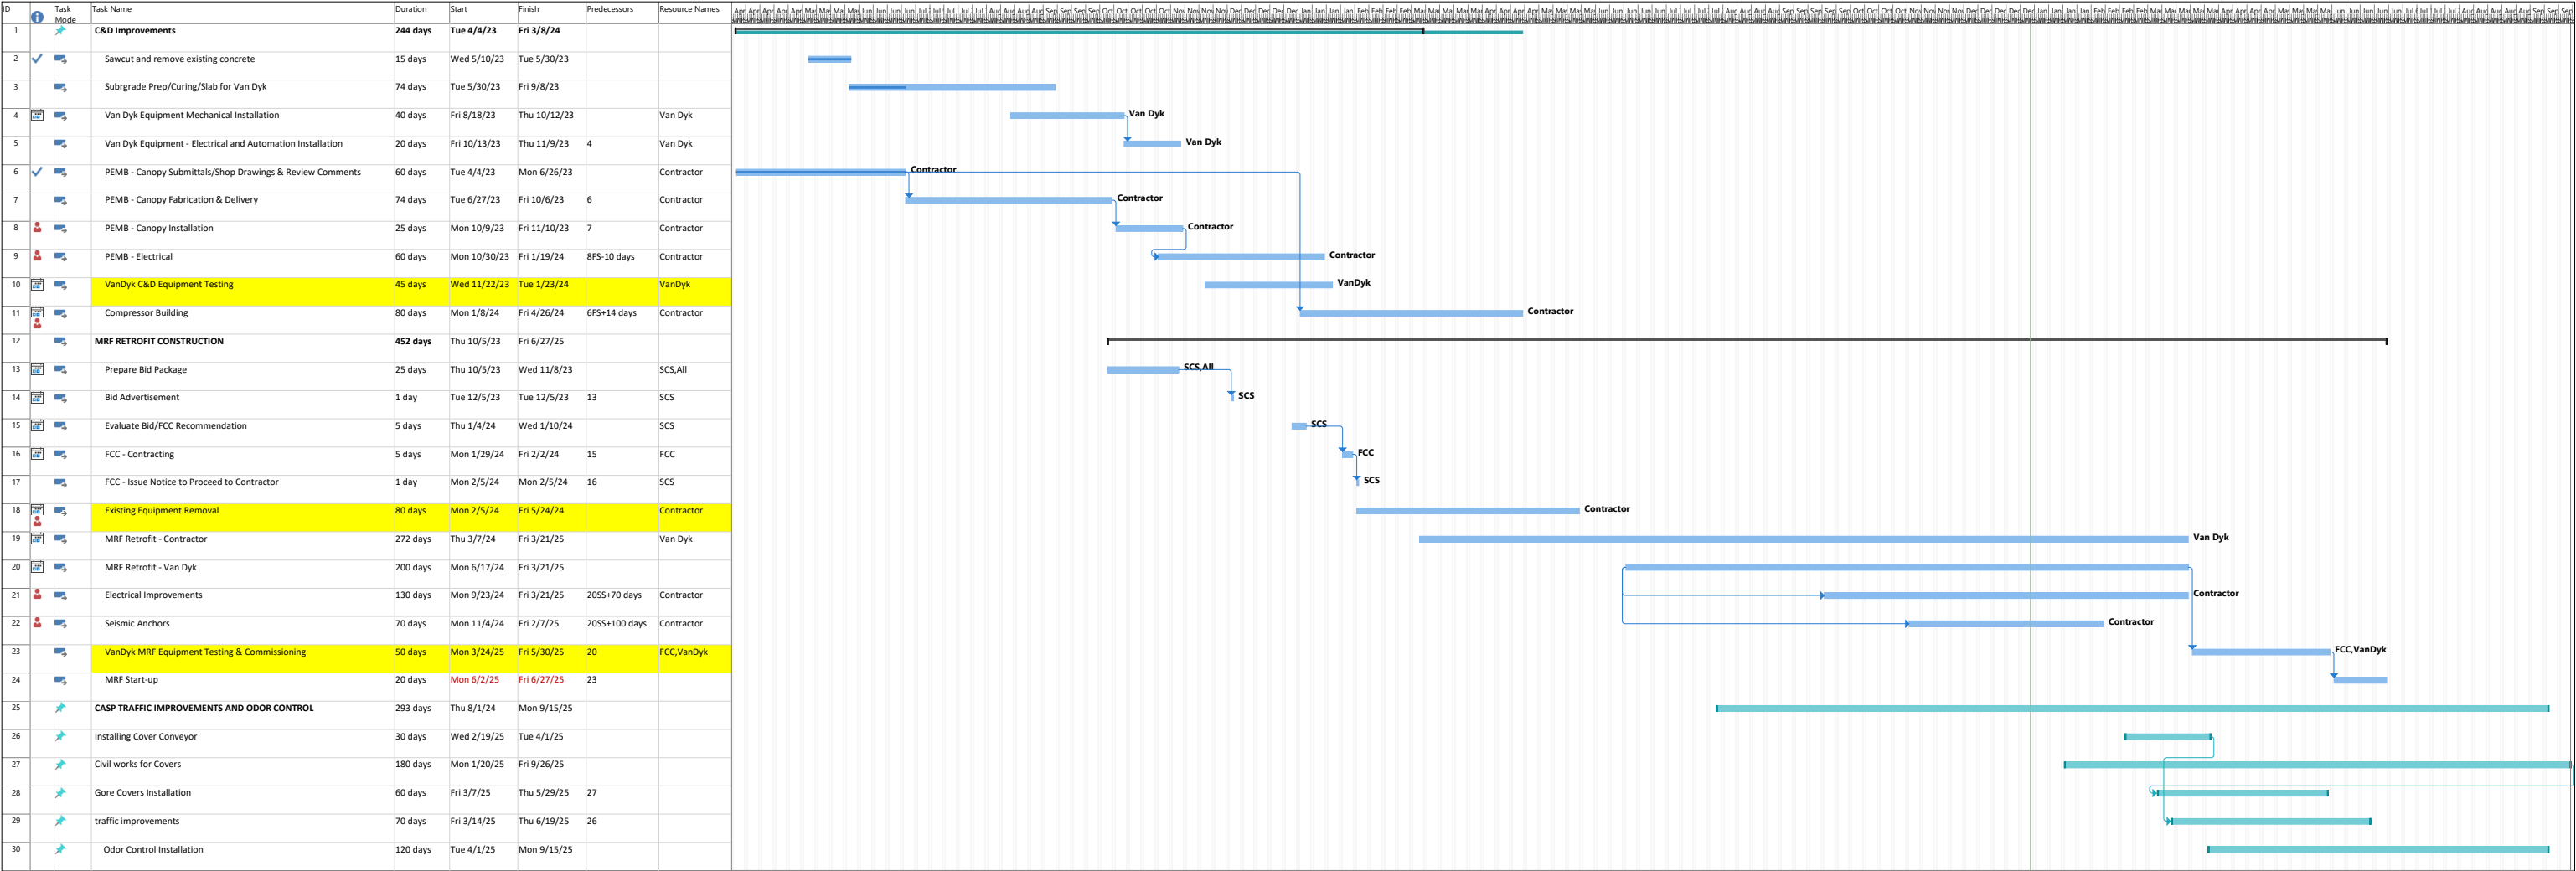 ID Task Mode Task Name Duration Start Finish Predecessors Resource Names
1 C&D Improvements 244 days Tue 4/4/23 Fri 3/8/24
2 Sawcut and remove existing concrete 15 days Wed 5/10/23 Tue 5/30/23
3 Subrgrade Prep/Curing/Slab for Van Dyk 74 days Tue 5/30/23 Fri 9/8/23
4 Van Dyk Equipment Mechanical Installation 40 days Fri 8/18/23 Thu 10/12/23 Van Dyk Van Dyk
5 Van Dyk Equipment - Electrical and Automation Installation 20 days Fri 10/13/23 Thu 11/9/23 4 Van Dyk Van Dyk
6 PEMB - Canopy Submittals/Shop Drawings & Review Comments 60 days Tue 4/4/23 Mon 6/26/23 Contractor Contractor
7 PEMB - Canopy Fabrication & Delivery 74 days Tue 6/27/23 Fri 10/6/23 6 Contractor Contractor
8 PEMB - Canopy Installation 25 days Mon 10/9/23 Fri 11/10/23 7 Contractor Contractor
9 PEMB - Electrical 60 days Mon 10/30/23 Fri 1/19/24 8FS-10 days Contractor Contractor
10 VanDyk C&D Equipment Testing 45 days Wed 11/22/23 Tue 1/23/24 VanDyk VanDyk
11 Compressor Building 80 days Mon 1/8/24 Fri 4/26/24 6FS+14 days Contractor Contractor
12 MRF RETROFIT CONSTRUCTION 452 days Thu 10/5/23 Fri 6/27/25
13 Prepare Bid Package 25 days Thu 10/5/23 Wed 11/8/23 SCS,All SCS,All
14 Bid Advertisement 1 day Tue 12/5/23 Tue 12/5/23 13 SCS SCS
15 Evaluate Bid/FCC Recommendation 5 days Thu 1/4/24 Wed 1/10/24 SCS SCS
16 FCC - Contracting 5 days Mon 1/29/24 Fri 2/2/24 15 FCC FCC
17 FCC - Issue Notice to Proceed to Contractor 1 day Mon 2/5/24 Mon 2/5/24 16 SCS SCS
18 Existing Equipment Removal 80 days Mon 2/5/24 Fri 5/24/24 Contractor Contractor
19 MRF Retrofit - Contractor 272 days Thu 3/7/24 Fri 3/21/25 Van Dyk Van Dyk
20 MRF Retrofit - Van Dyk 200 days Mon 6/17/24 Fri 3/21/25
21 Electrical Improvements 130 days Mon 9/23/24 Fri 3/21/25 20SS+70 days Contractor Contractor
22 Seismic Anchors 70 days Mon 11/4/24 Fri 2/7/25 20SS+100 days Contractor Contractor
23 VanDyk MRF Equipment Testing & Commissioning 50 days Mon 3/24/25 Fri 5/30/25 20 FCC,VanDyk FCC,VanDyk
24 MRF Start-up 20 days Mon 6/2/25 Fri 6/27/25 23
25 CASP TRAFFIC IMPROVEMENTS AND ODOR CONTROL 293 days Thu 8/1/24 Mon 9/15/25
26 Installing Cover Conveyor 30 days Wed 2/19/25 Tue 4/1/25
27 Civil works for Covers 180 days Mon 1/20/25 Fri 9/26/25
28 Gore Covers Installation 60 days Fri 3/7/25 Thu 5/29/25 27
29 traffic improvements 70 days Fri 3/14/25 Thu 6/19/25 26
30 Odor Control Installation 120 days Tue 4/1/25 Mon 9/15/25